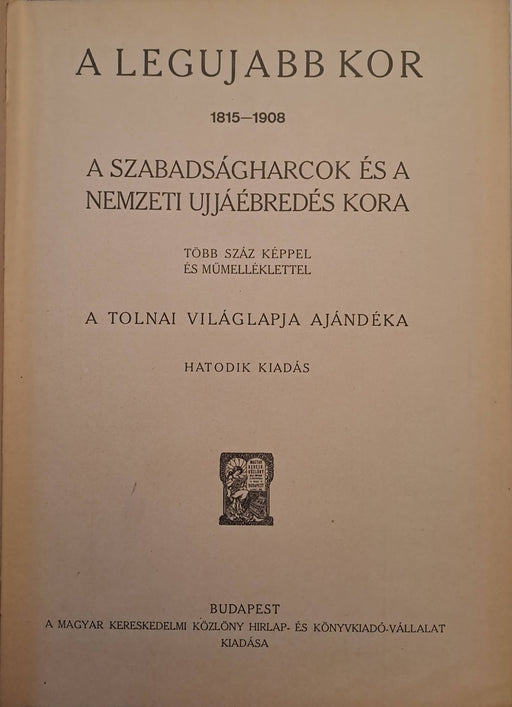 A LEGUJABB KOR
1815—1908
A SZABADSÁGHARCOK ÉS A
NEMZETI UJJÁÉBREDÉS KORA
TÖBB SZÁZ KÉPPEL
ÉS MŰMELLÉKLETTEL
A TOLNAI VILÁGLAPJA AJÁNDÉKA
HATODIK KIADÁS
BUDAPEST
A MAGYAR KERESKEDELMI KÖZLÖNY HIRLAP- ÉS KÖNYVKIADÓ-VÁLLALAT
KIADÁSA